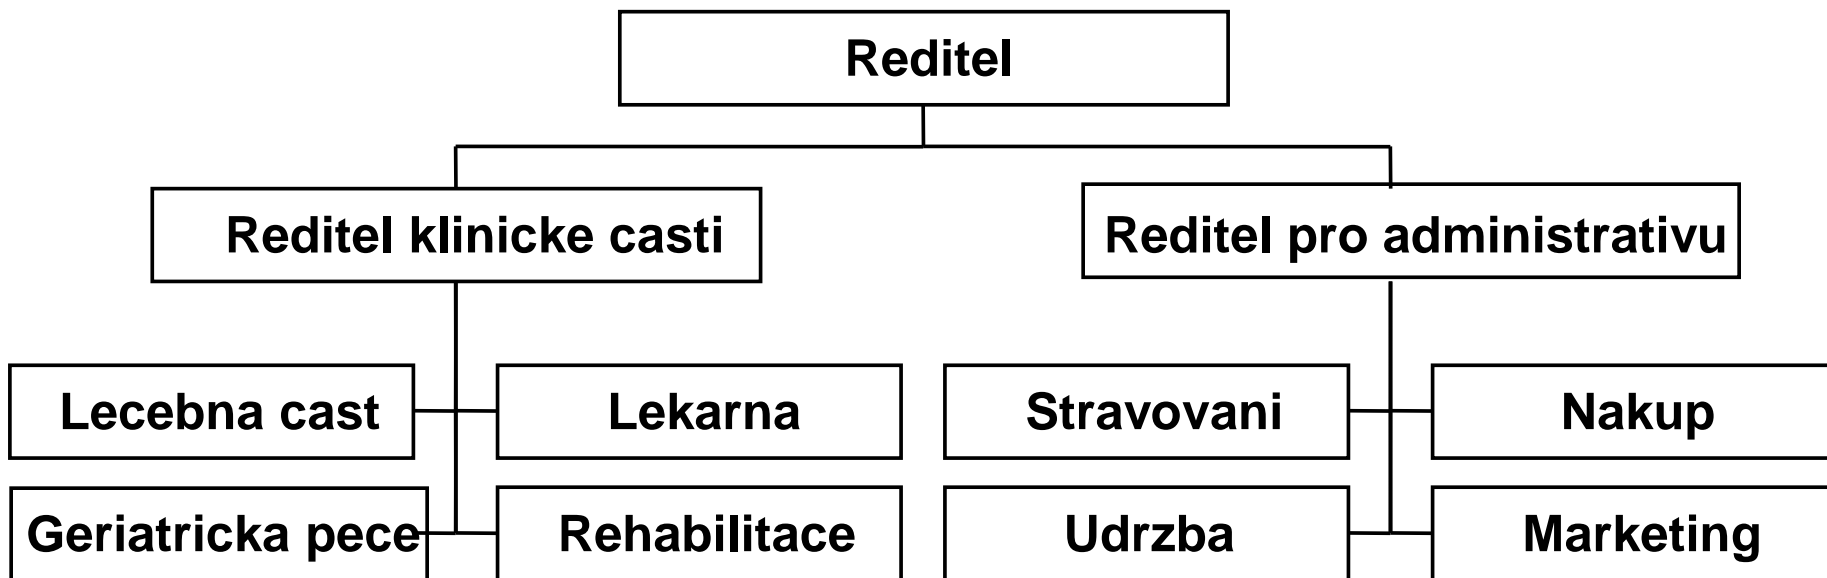 Reditel
Reditel klinicke casti
Reditel pro administrativu
Lecebna cast
Lekarna
Stravovani
Nakup
Geriatricka pece
Rehabilitace
Udrzba
Marketing